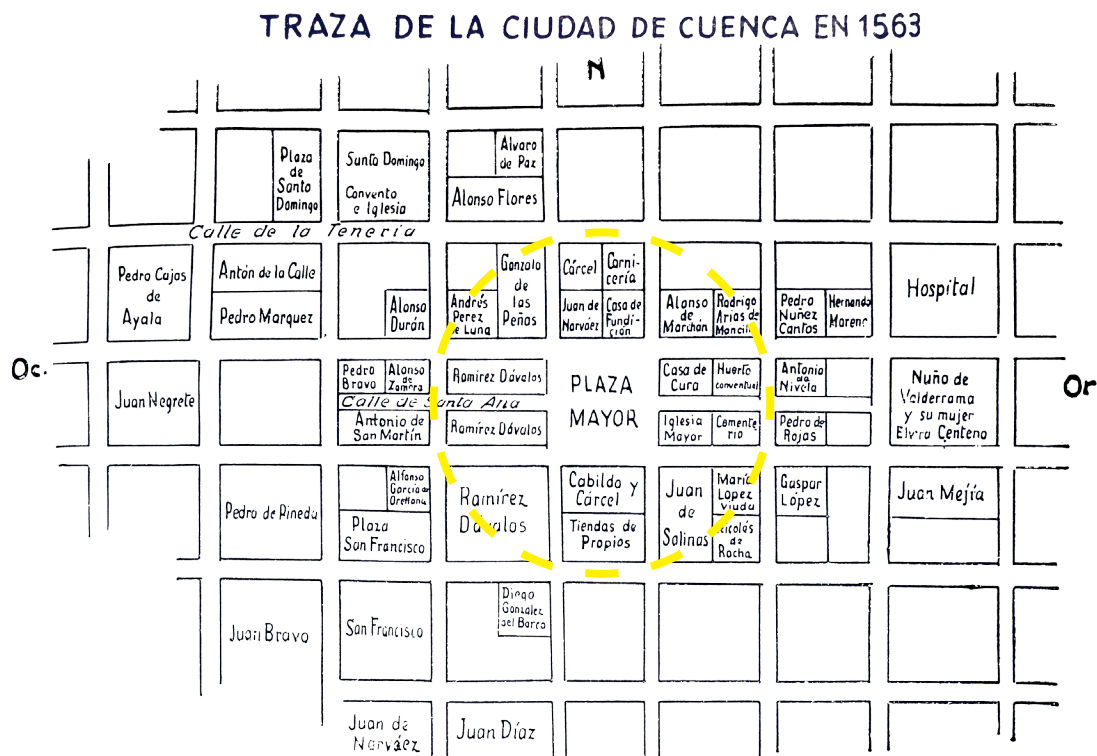 TRAZA DE LA CIUDAD DE CUENCA EN 1563
N
Plaza
de
Santo
Domingo
Santo Domingo
Convento
e Iglesia
Alvaro
de Paz
Alonso Flores
Calle de la Tenería
Pedro Cajas
de
Ayala
Antón de la Calle
Pedro Marquez
Alonso
Durán
Andrés
Perez
de Luna
Gonzalo
de
las
Peñas
Cárcel
Carni-
cería
Juan de
Narváez
Casa de
Fundi-
ción
Alonso
de
Marchán
Rodrigo
Arias de
Pedro
Nuñez
Cantos
Hernando
Moreno
Hospital
Oc.
Juan Negrete
Pedro
Bravo
Alonso
de
Zamora
Calle de Santa Ana
Antonio de
San Martín
Ramírez Dávalos
Ramírez Dávalos
PLAZA
MAYOR
Casa de
Cura
Huerto
conventual
Iglesia
Mayor
Cemente
rio
Antonio
de
Nivela
Pedro de
Rojas
Nuño de
Valderrama
y su mujer
Elvira Centeno
Or
Pedro de Pineda
Alfonso
García de
Orellana
Plaza
San Francisco
Ramírez
Dávalos
Cabildo y
Cárcel
Tiendas de
Propios
Juan
de
Salinas
María
Lopez
viuda
Nicolás
de
Rocha
Gaspar
López
Juan Mejía
Juan Bravo
San Francisco
Diego
Gonzalez
del Barco
Juan de
Narváez
Juan Díaz